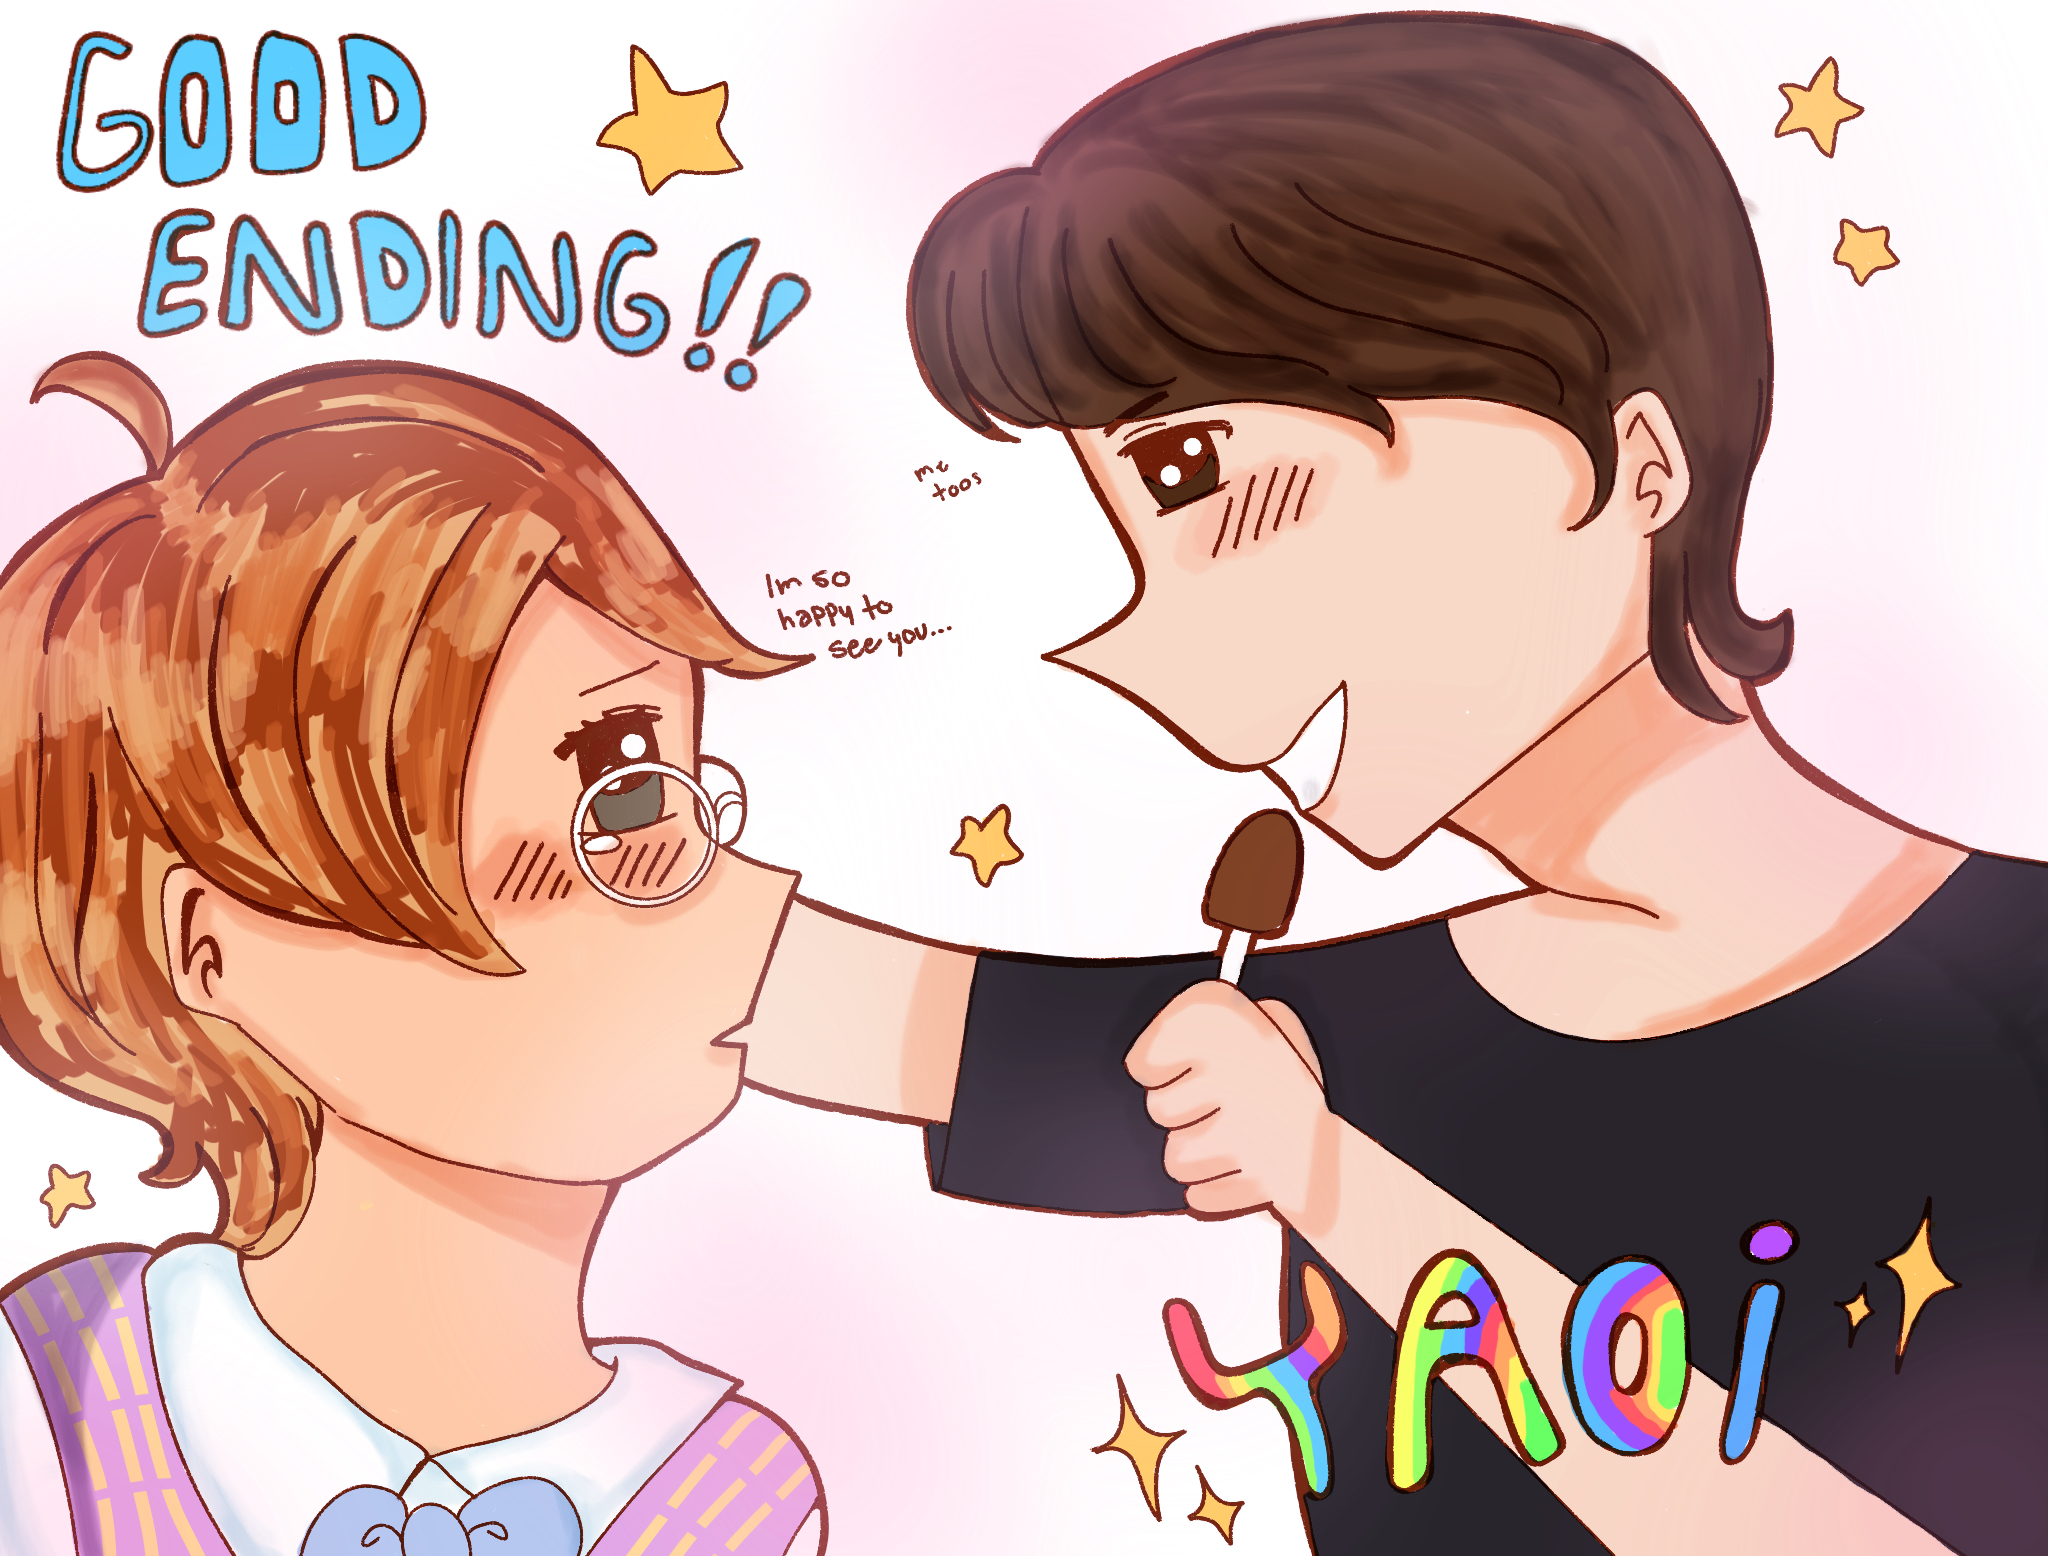 GOOD
ENDING!!
me
toos
Im so
happy to
see you...
YAOi